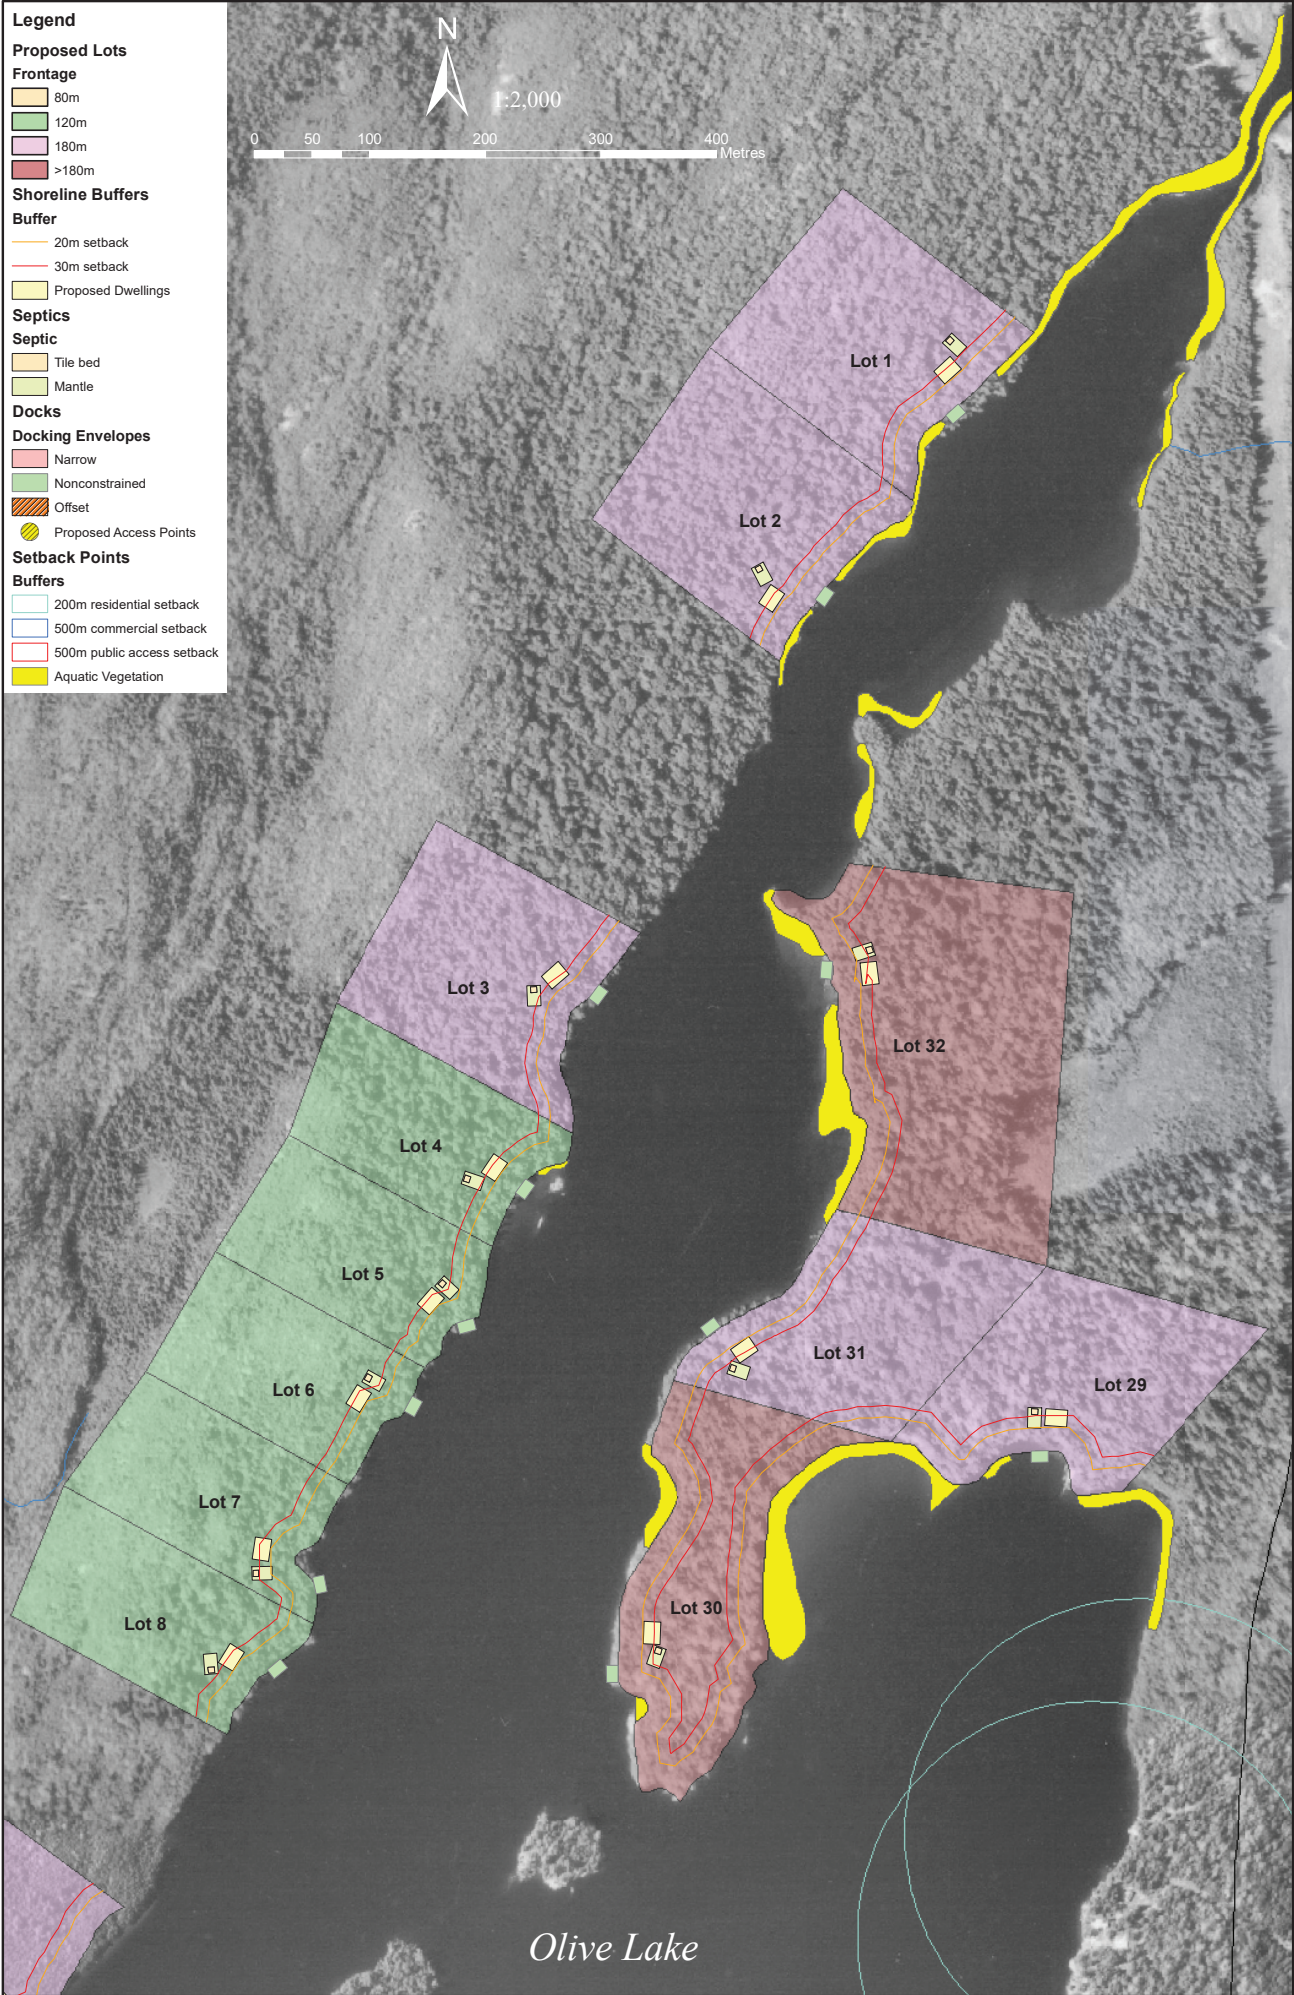 Legend
Proposed Lots
Frontage
80m
120m
180m
>180m
Shoreline Buffers
Buffer
20m setback
30m setback
Proposed Dwellings
Septics
Septic
Tile bed
Mantle
Docks
Docking Envelopes
Narrow
Nonconstrained
Offset
Proposed Access Points
Setback Points
Buffers
200m residential setback
500m commercial setback
500m public access setback
Aquatic Vegetation
N
1:2,000
0 50 100 200 300 400
Metres
Lot 1
Lot 2
Lot 3
Lot 32
Lot 4
Lot 5
Lot 31
Lot 29
Lot 6
Lot 7
Lot 30
Lot 8
Olive Lake